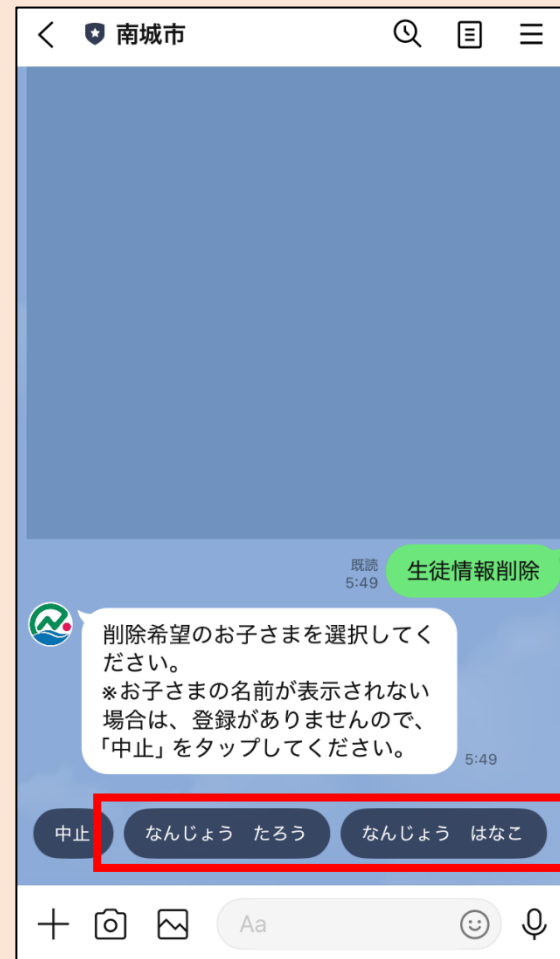 南城市
既読
5:49
生徒情報削除
削除希望のお子さまを選択してく
ださい。
※お子さまの名前が表示されない
場合は、登録がありませんので、
「中止」をタップしてください。
5:49
中止
なんじょう　たろう
なんじょう　はなこ
Aa